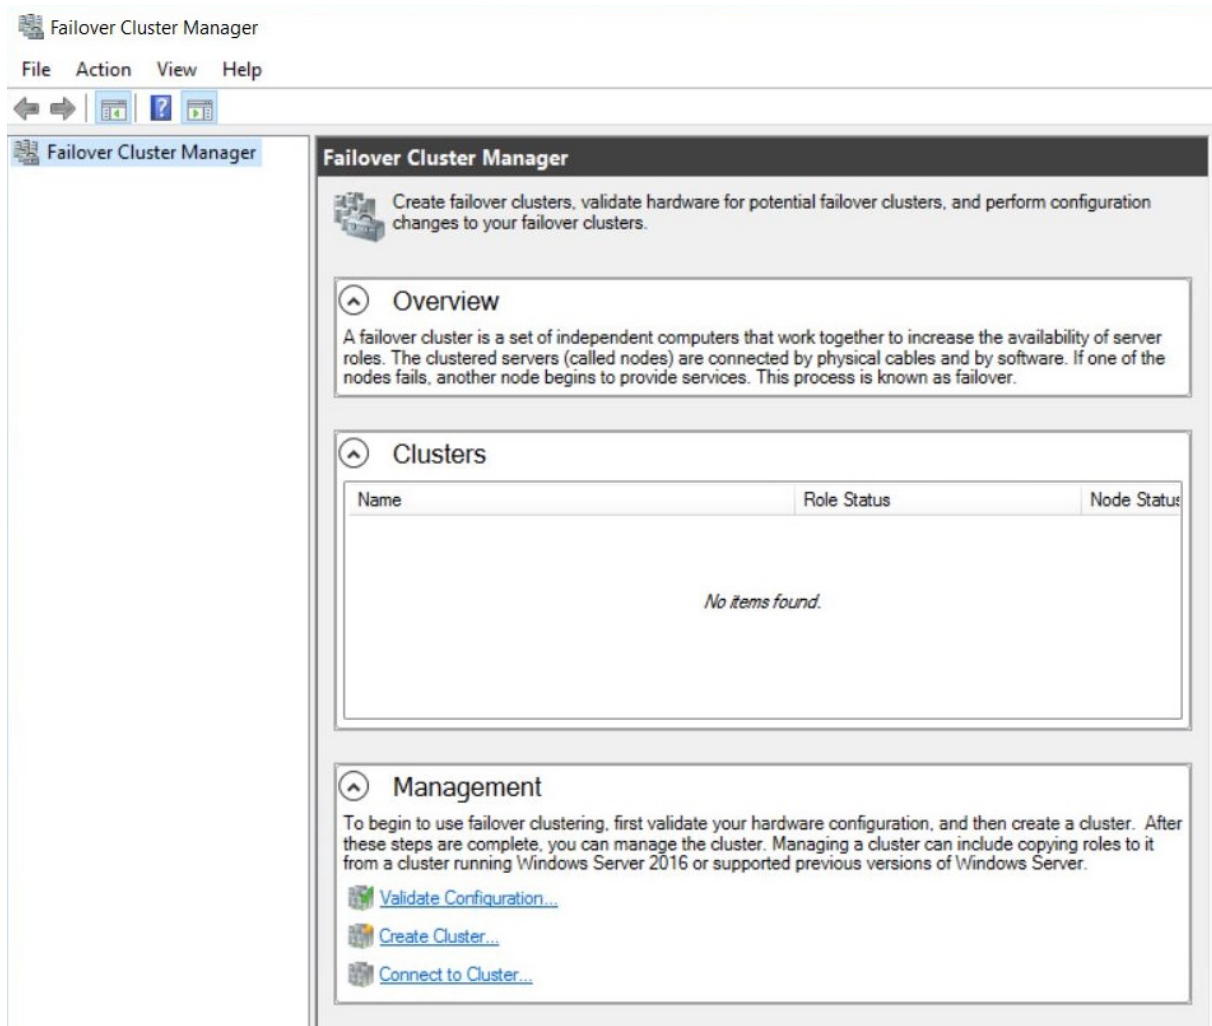 Failover Cluster Manager
File Action View Help
Failover Cluster Manager
Failover Cluster Manager
Create failover clusters, validate hardware for potential failover clusters, and perform configuration
changes to your failover clusters.
Overview
A failover cluster is a set of independent computers that work together to increase the availability of server
roles. The clustered servers (called nodes) are connected by physical cables and by software. If one of the
nodes fails, another node begins to provide services. This process is known as failover.
Clusters
Name Role Status Node Status
No items found.
Management
To begin to use failover clustering, first validate your hardware configuration, and then create a cluster. After
these steps are complete, you can manage the cluster. Managing a cluster can include copying roles to it
from a cluster running Windows Server 2016 or supported previous versions of Windows Server.
Validate Configuration...
Create Cluster...
Connect to Cluster...